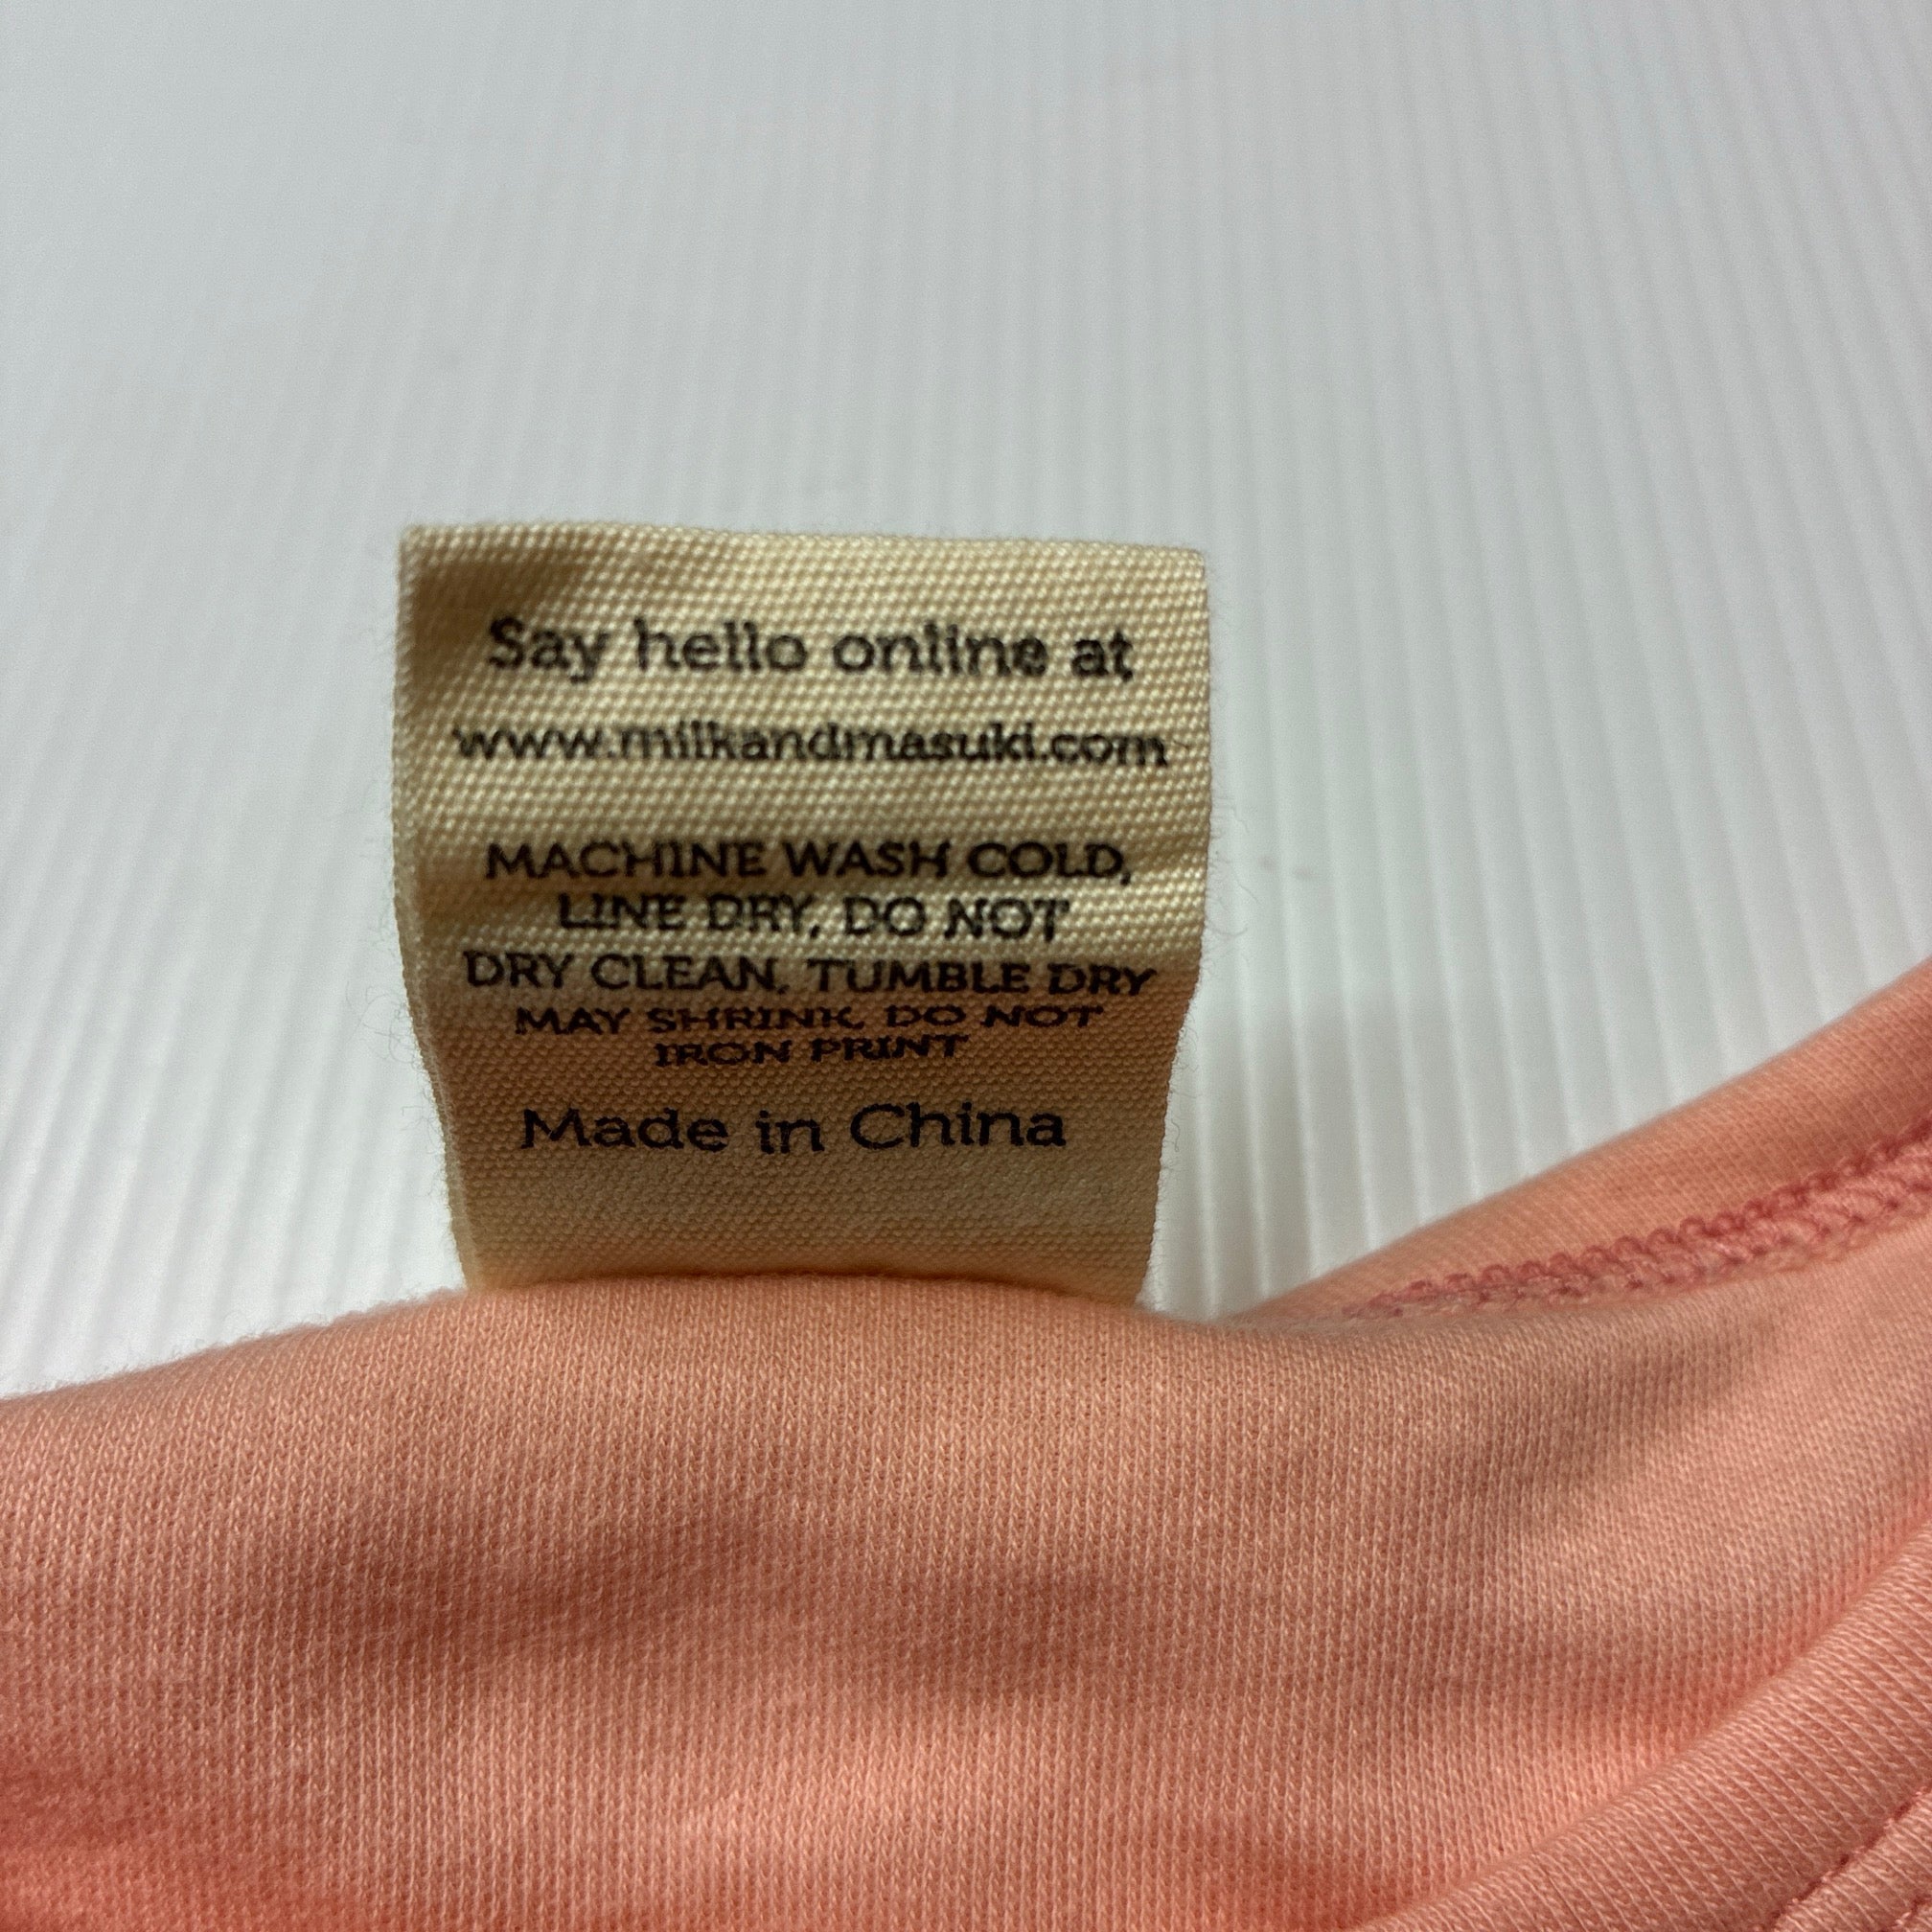 Say hello online at
www.milkandmasuki.com
MACHINE WASH COLD,
LINE DRY, DO NOT
DRY CLEAN, TUMBLE DRY
MAY SHRINK, DO NOT
IRON PRINT
Made in China